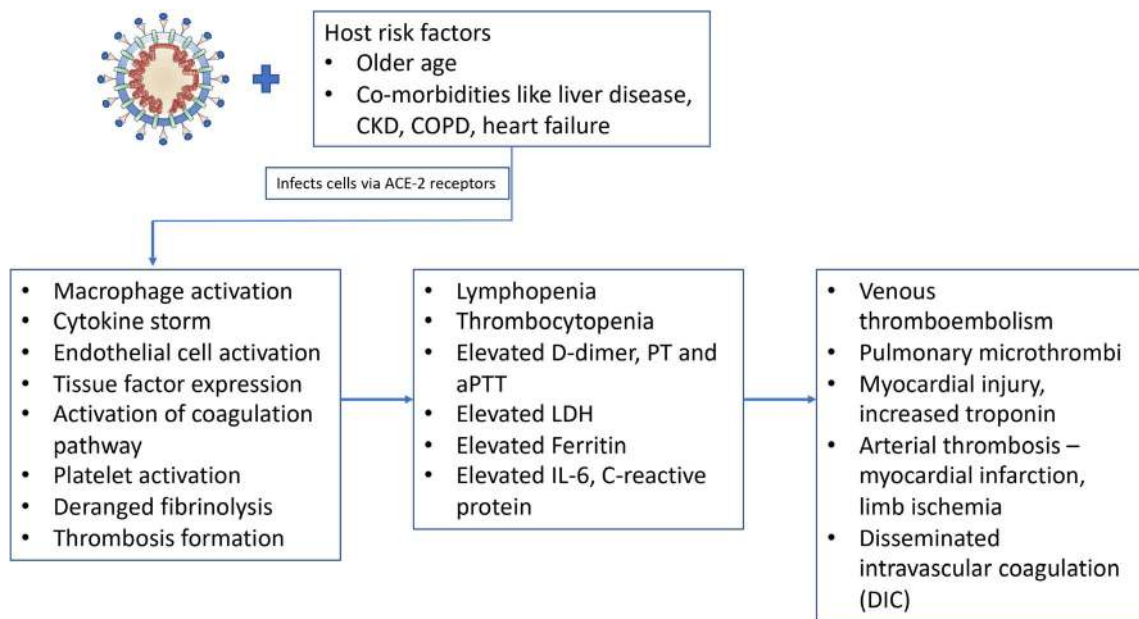 Host risk factors
• Older age
• Co-morbidities like liver disease,
CKD, COPD, heart failure
Infects cells via ACE-2 receptors
• Macrophage activation
• Cytokine storm
• Endothelial cell activation
• Tissue factor expression
• Activation of coagulation
pathway
• Platelet activation
• Deranged fibrinolysis
• Thrombosis formation
• Lymphopenia
• Thrombocytopenia
• Elevated D-dimer, PT and
aPTT
• Elevated LDH
• Elevated Ferritin
• Elevated IL-6, C-reactive
protein
• Venous
thromboembolism
• Pulmonary microthrombi
• Myocardial injury,
increased troponin
• Arterial thrombosis –
myocardial infarction,
limb ischemia
• Disseminated
intravascular coagulation
(DIC)